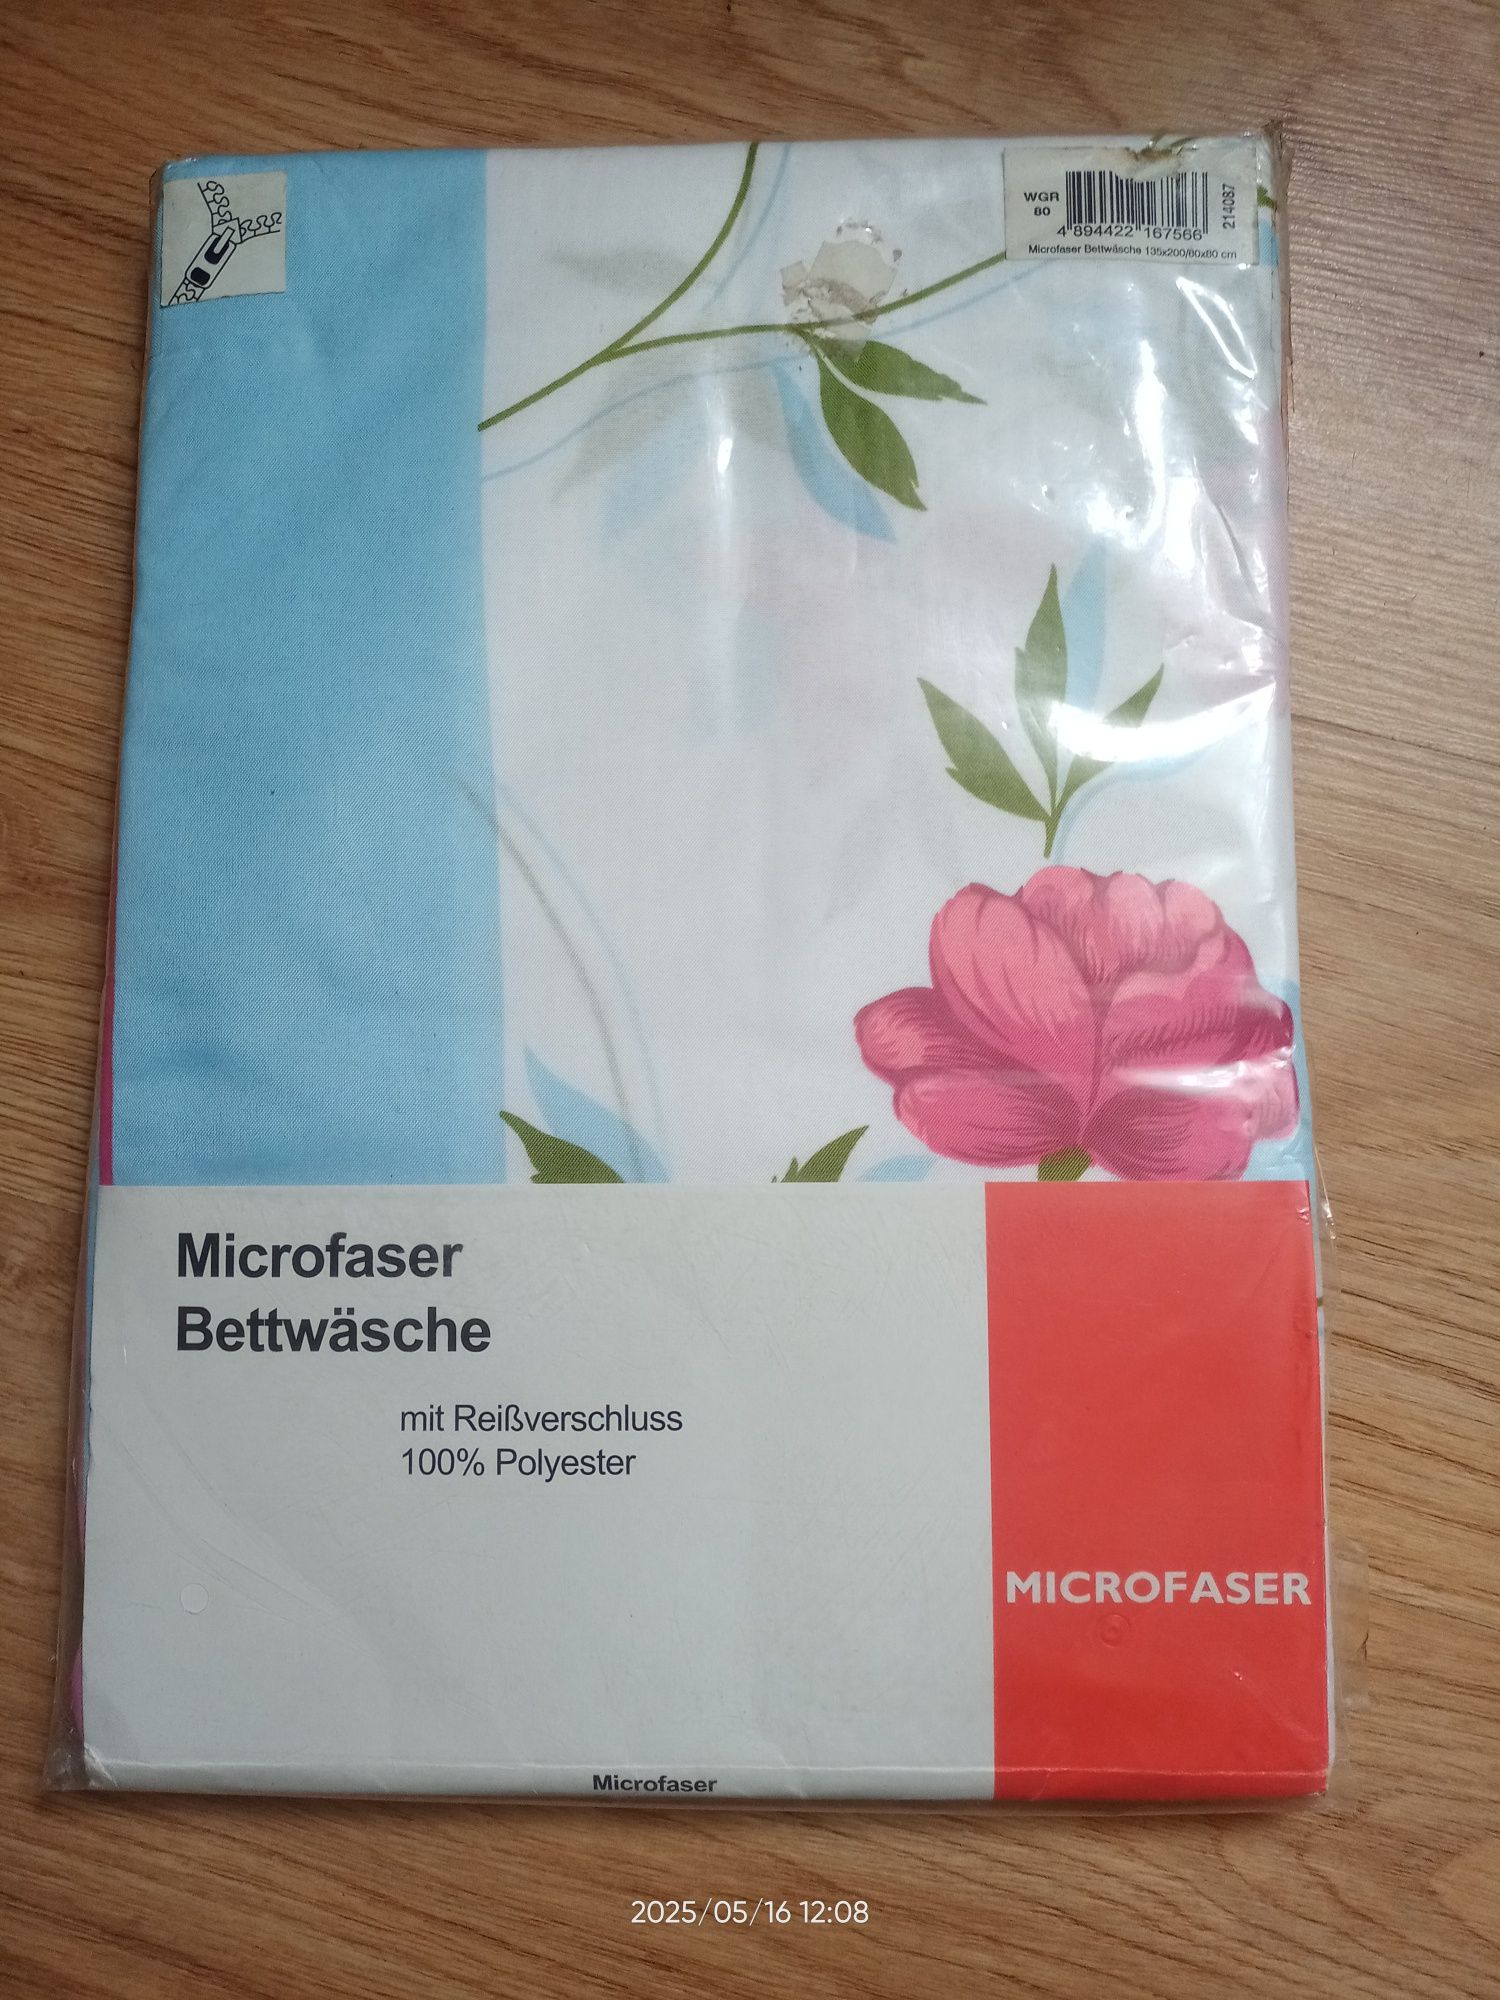 WGR
80
4 894422 167566
214087
Microfaser Bettwäsche 135x200/80x80 cm
Microfaser
Bettwäsche
mit Reißverschluss
100% Polyester
MICROFASER
Microfaser
2025/05/16 12:08